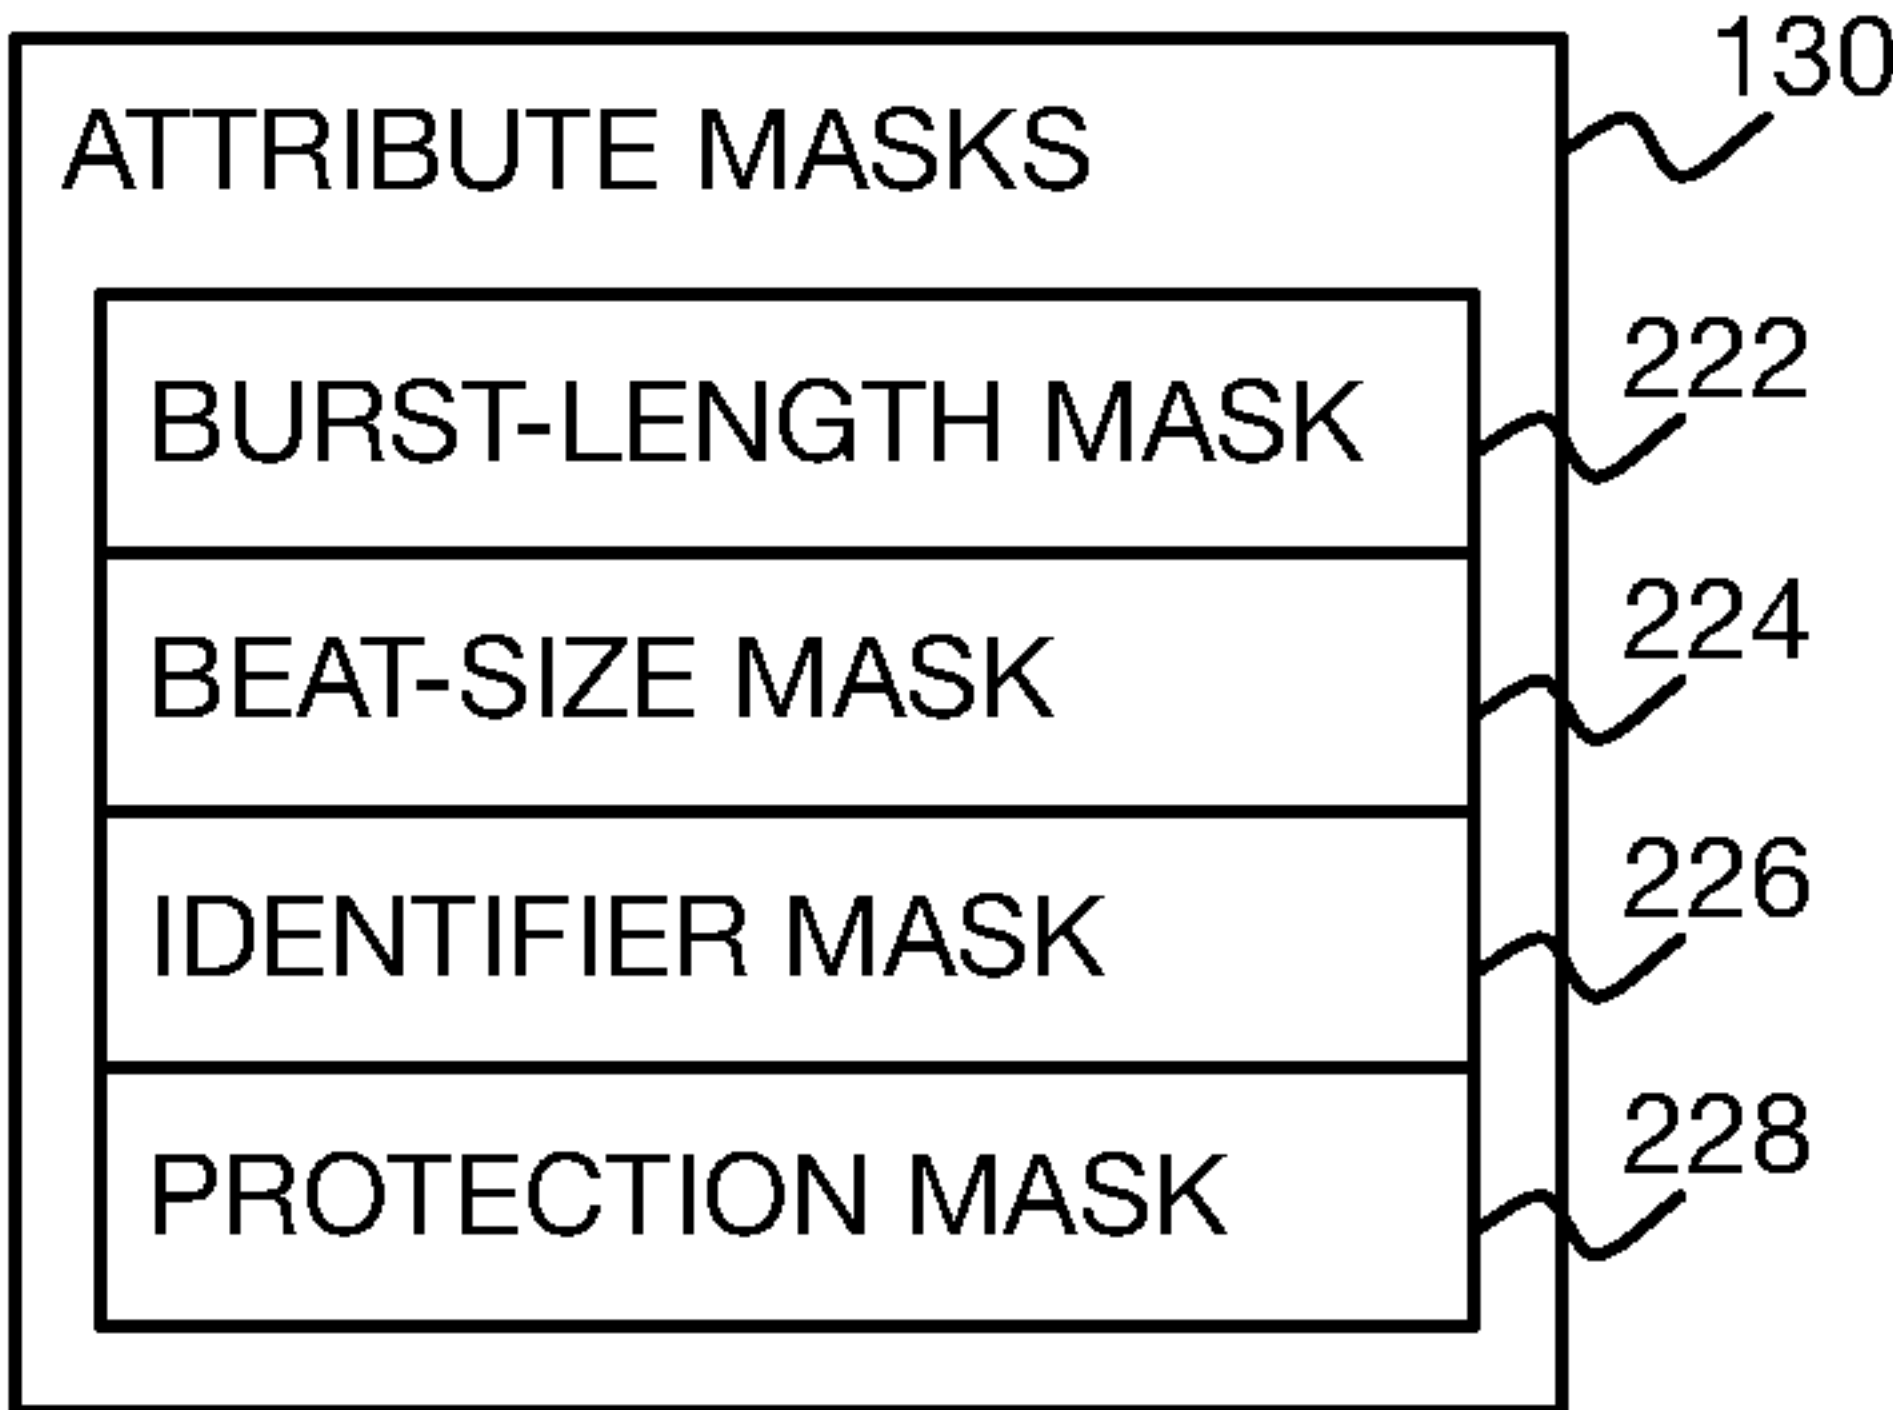 130
ATTRIBUTE MASKS
BURST-LENGTH MASK
222
BEAT-SIZE MASK
224
IDENTIFIER MASK
226
PROTECTION MASK
228